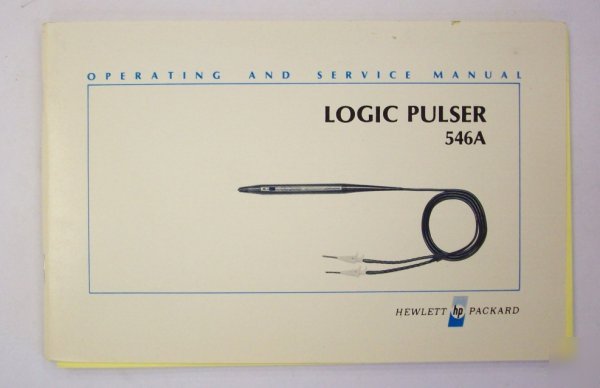 OPERATING AND SERVICE MANUAL
LOGIC PULSER
546A
HEWLETT hp PACKARD